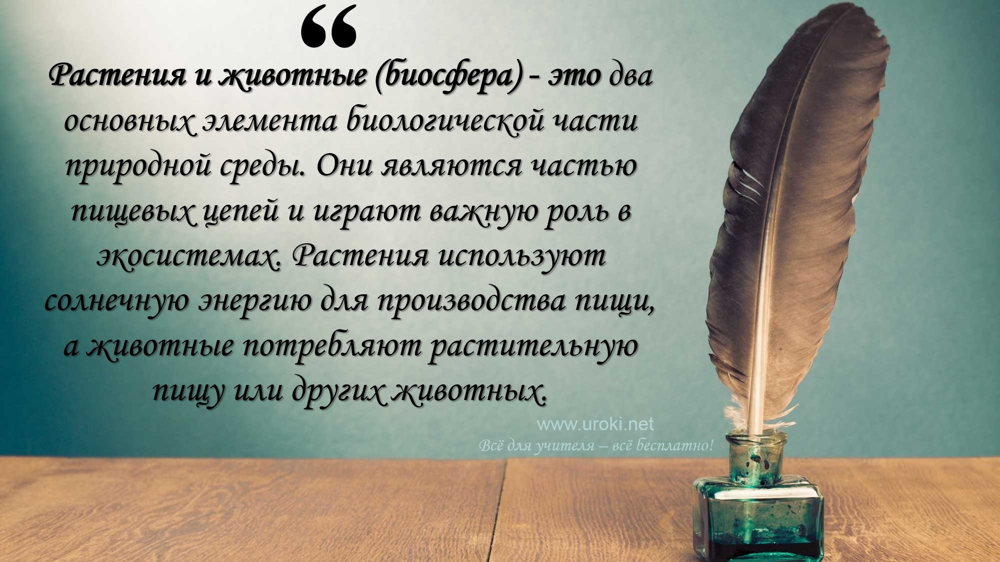 “
Растения и животные (биосфера) - это два
основных элемента биологической части
природной среды. Они являются частью
пищевых цепей и играют важную роль в
экосистемах. Растения используют
солнечную энергию для производства пищи,
а животные потребляют растительную
пищу или других животных.
www.uroki.net
Всё для учителя – всё бесплатно!